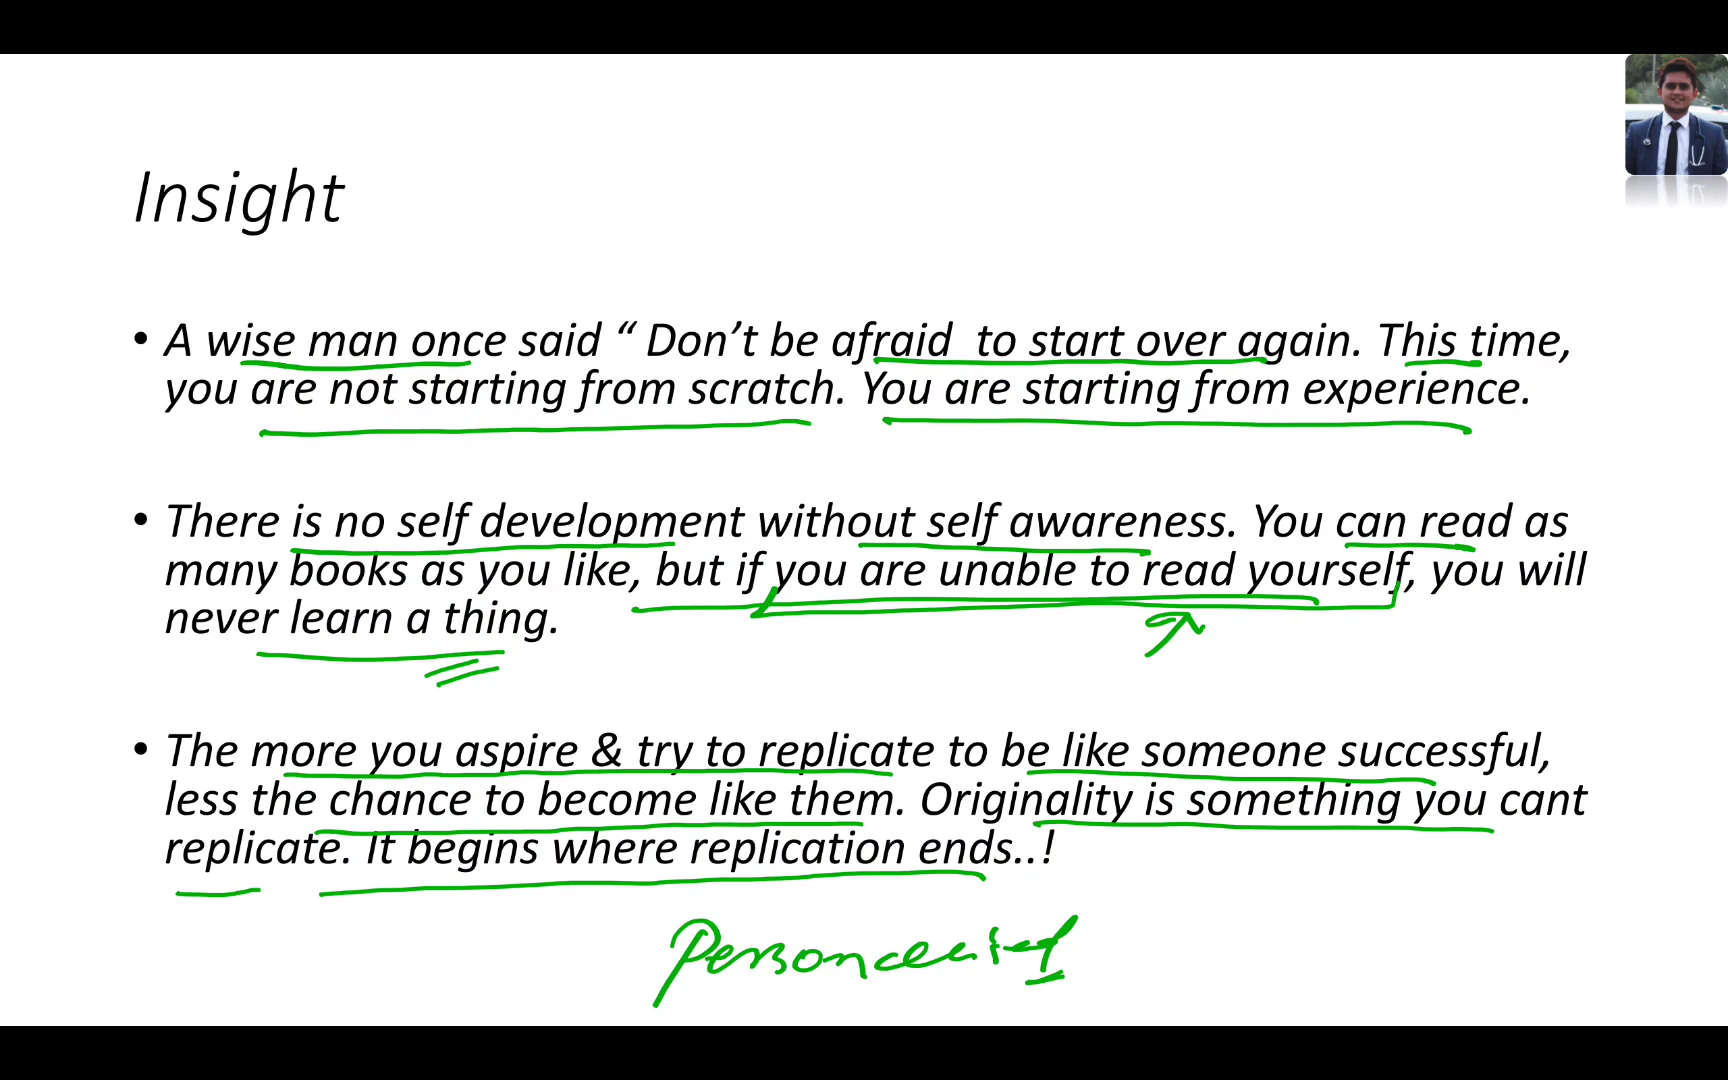 Insight
• A wise man once said “ Don’t be afraid  to start over again. This time,
you are not starting from scratch. You are starting from experience.
• There is no self development without self awareness. You can read as
many books as you like, but if you are unable to read yourself, you will
never learn a thing.
• The more you aspire & try to replicate to be like someone successful,
less the chance to become like them. Originality is something you cant
replicate. It begins where replication ends..!